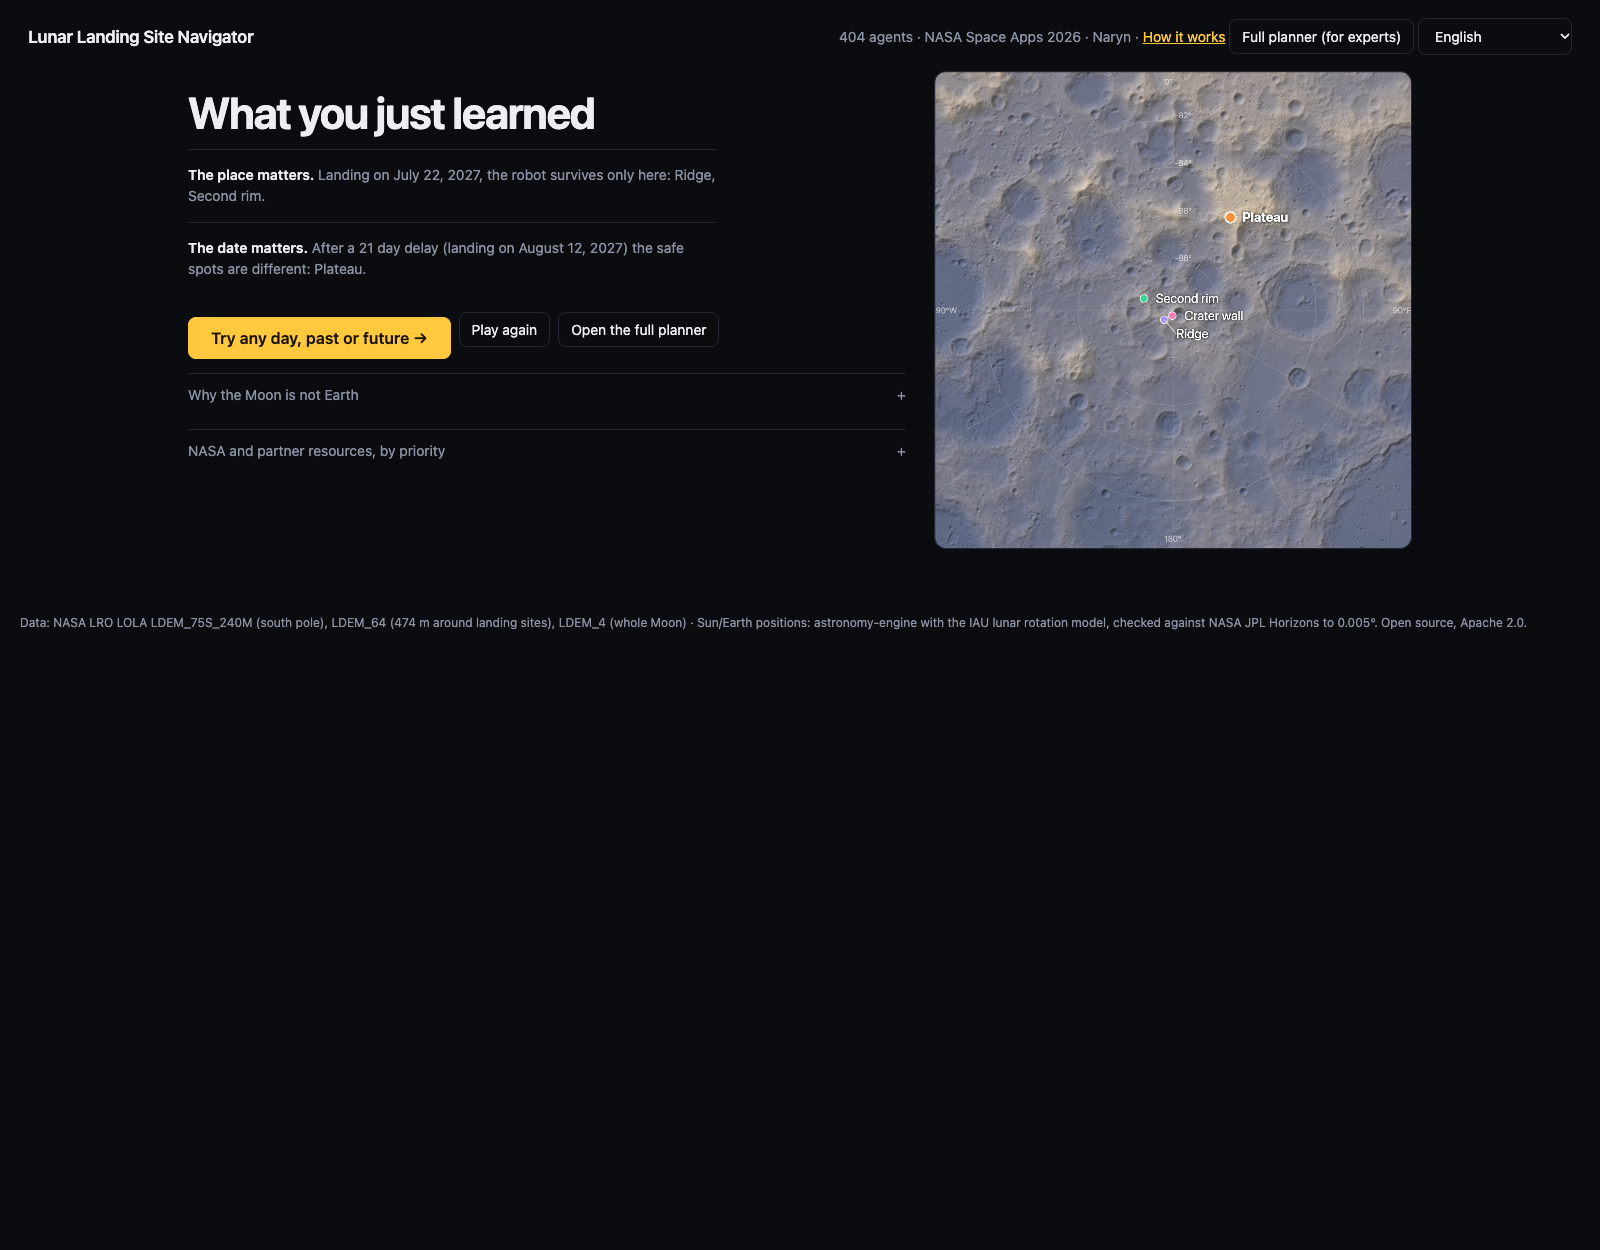 Lunar Landing Site Navigator
404 agents · NASA Space Apps 2026 · Naryn · How it works
Full planner (for experts)
English
What you just learned
The place matters. Landing on July 22, 2027, the robot survives only here: Ridge,
Second rim.
The date matters. After a 21 day delay (landing on August 12, 2027) the safe
spots are different: Plateau.
Try any day, past or future →
Play again
Open the full planner
Why the Moon is not Earth
+
NASA and partner resources, by priority
+
0°
-82°
-84°
-86°
Plateau
-88°
Second rim
90°W
90°E
Crater wall
Ridge
180°
Data: NASA LRO LOLA LDEM_75S_240M (south pole), LDEM_64 (474 m around landing sites), LDEM_4 (whole Moon) · Sun/Earth positions: astronomy-engine with the IAU lunar rotation model, checked against NASA JPL Horizons to 0.005°. Open source, Apache 2.0.